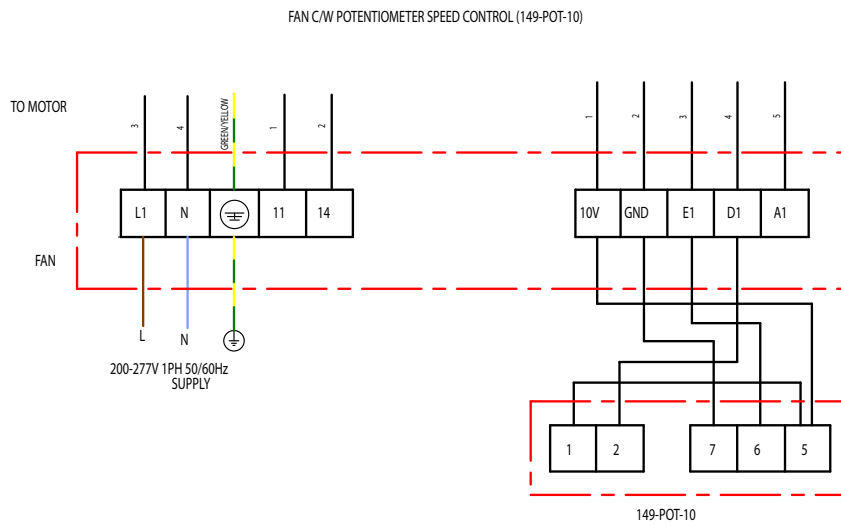 FAN C/W POTENTIOMETER SPEED CONTROL (149-POT-10)
TO MOTOR
3 4 GREEN/YELLOW 1 2
1 2 3 4 5
L1 N 11 14
10V GND E1 D1 A1
FAN
L N
200-277V 1PH 50/60Hz
SUPPLY
1 2 7 6 5
149-POT-10